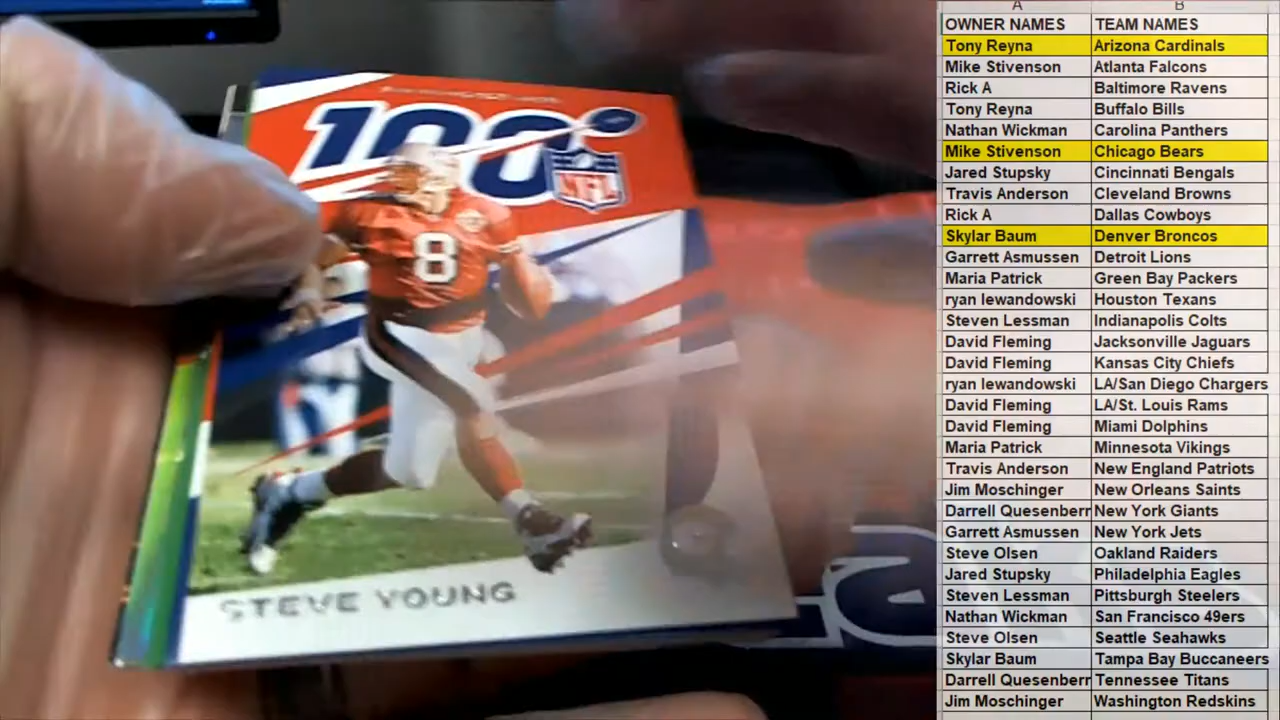 A B
OWNER NAMES TEAM NAMES
Tony Reyna Arizona Cardinals
Mike Stivenson Atlanta Falcons
Rick A Baltimore Ravens
Tony Reyna Buffalo Bills
Nathan Wickman Carolina Panthers
Mike Stivenson Chicago Bears
Jared Stupsky Cincinnati Bengals
Travis Anderson Cleveland Browns
Rick A Dallas Cowboys
Skylar Baum Denver Broncos
Garrett Asmussen Detroit Lions
Maria Patrick Green Bay Packers
ryan lewandowski Houston Texans
Steven Lessman Indianapolis Colts
David Fleming Jacksonville Jaguars
David Fleming Kansas City Chiefs
ryan lewandowski LA/San Diego Chargers
David Fleming LA/St. Louis Rams
David Fleming Miami Dolphins
Maria Patrick Minnesota Vikings
Travis Anderson New England Patriots
Jim Moschinger New Orleans Saints
Darrell Quesenberr New York Giants
Garrett Asmussen New York Jets
Steve Olsen Oakland Raiders
Jared Stupsky Philadelphia Eagles
Steven Lessman Pittsburgh Steelers
Nathan Wickman San Francisco 49ers
Steve Olsen Seattle Seahawks
Skylar Baum Tampa Bay Buccaneers
Darrell Quesenberr Tennessee Titans
Jim Moschinger Washington Redskins
100
NFL
8
STEVE YOUNG